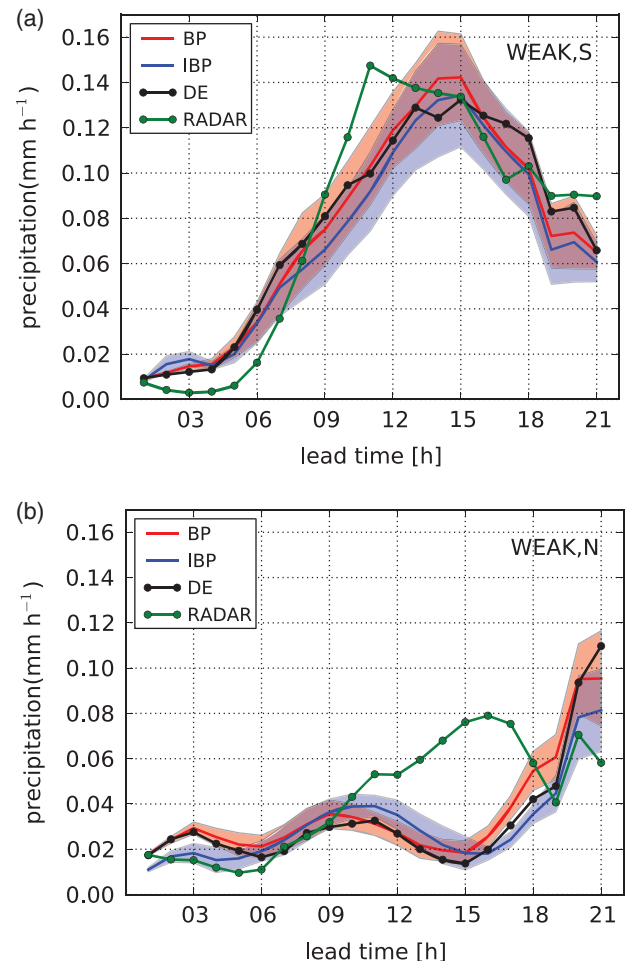 (a)
0.16
0.14
0.12
0.10
0.08
0.06
0.04
0.02
0.00
precipitation(mm h⁻¹)
BP
IBP
DE
RADAR
WEAK,S
03 06 09 12 15 18 21
lead time [h]
(b)
0.16
0.14
0.12
0.10
0.08
0.06
0.04
0.02
0.00
precipitation(mm h⁻¹)
BP
IBP
DE
RADAR
WEAK,N
03 06 09 12 15 18 21
lead time [h]